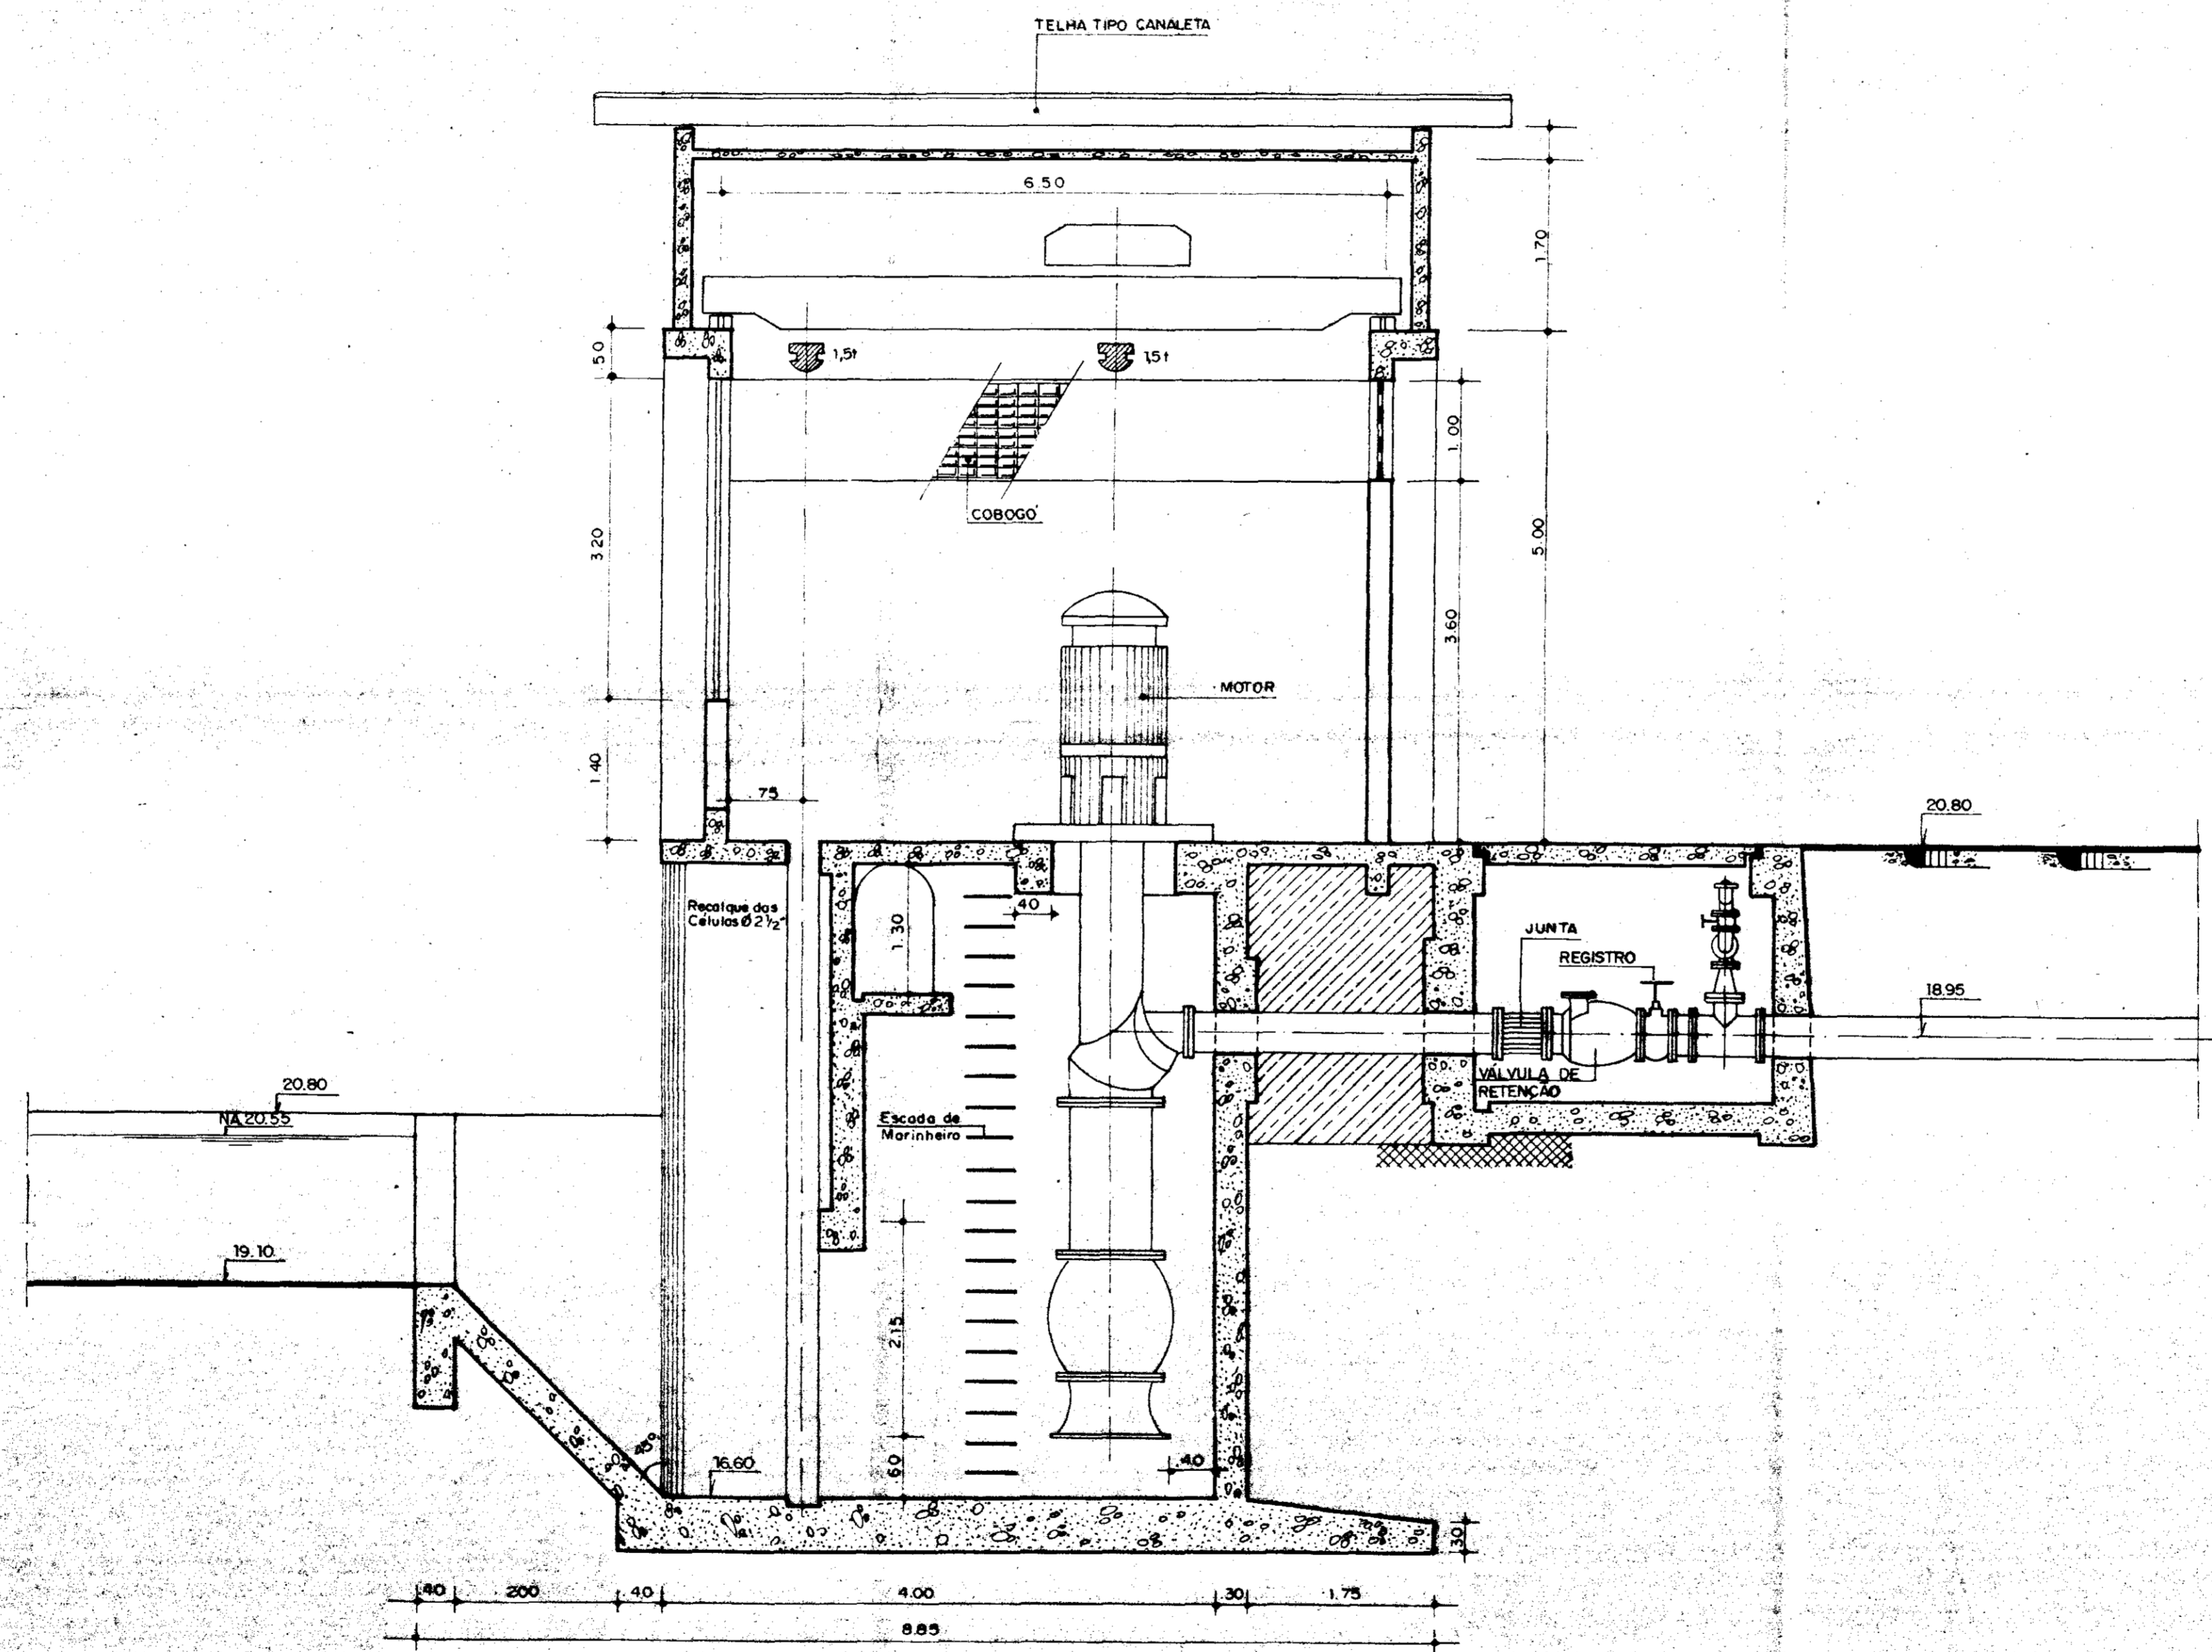 TELHA TIPO CANALETA
6.50
1.70
.50
1,5t
1,5t
1.00
COBOGO'
3.20
5.00
3.60
MOTOR
1.40
.75
20.80
Recalque das
Células Ø 2½"
.40
1.30
JUNTA
REGISTRO
18.95
VÁLVULA DE
RETENÇÃO
20.80
NA 20.55
Escada de
Marinheiro
19.10
2.15
45º
16.60
.60
.40
.30
.40
200
.40
4.00
.30
1.75
8.85